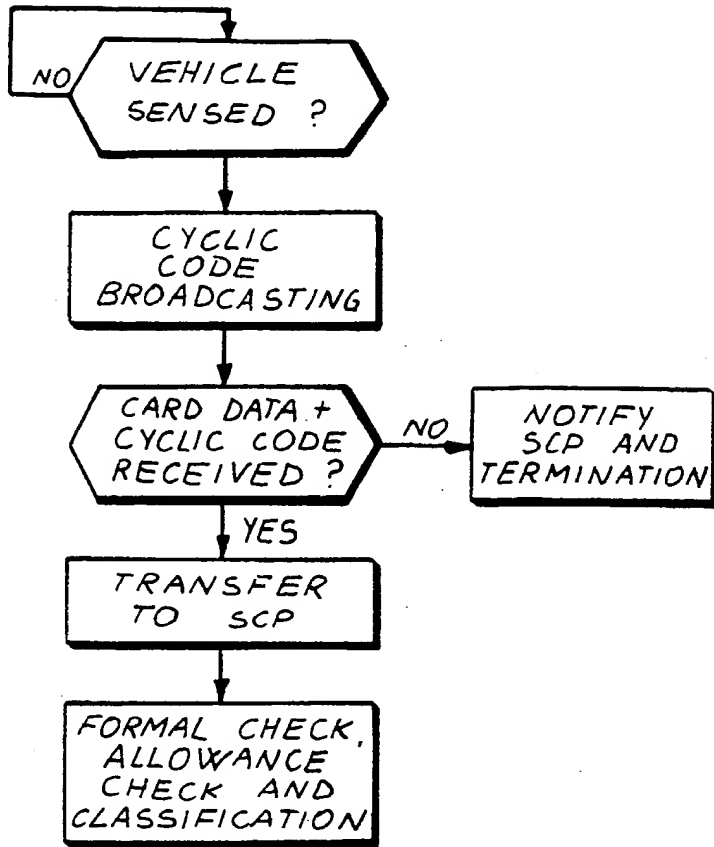 NO
VEHICLE
SENSED ?
CYCLIC
CODE
BROADCASTING
CARD DATA +
CYCLIC CODE
RECEIVED ?
NO
NOTIFY
SCP AND
TERMINATION
YES
TRANSFER
TO SCP
FORMAL CHECK,
ALLOWANCE
CHECK AND
CLASSIFICATION